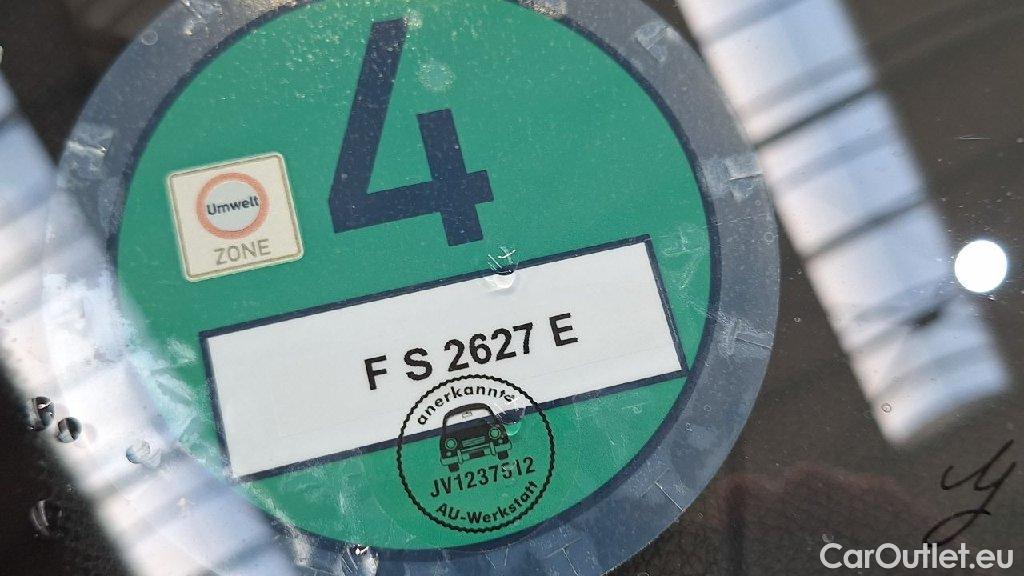 4
Umwelt
ZONE
F S 2627 E
anerkannte
JV1237512
AU-Werkstatt
CarOutlet.eu